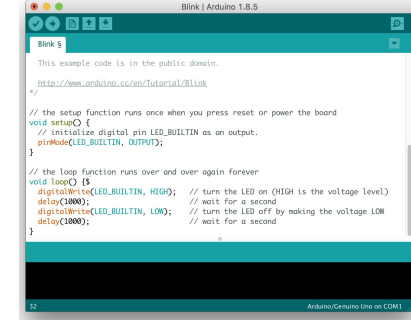 Blink | Arduino 1.8.5
Blink §
This example code is in the public domain.
http://www.arduino.cc/en/Tutorial/Blink
*/
// the setup function runs once when you press reset or power the board
void setup() {
// initialize digital pin LED_BUILTIN as an output.
pinMode(LED_BUILTIN, OUTPUT);
}
// the loop function runs over and over again forever
void loop() {$
digitalWrite(LED_BUILTIN, HIGH); // turn the LED on (HIGH is the voltage level)
delay(1000); // wait for a second
digitalWrite(LED_BUILTIN, LOW); // turn the LED off by making the voltage LOW
delay(1000); // wait for a second
}
32 Arduino/Genuino Uno on COM1